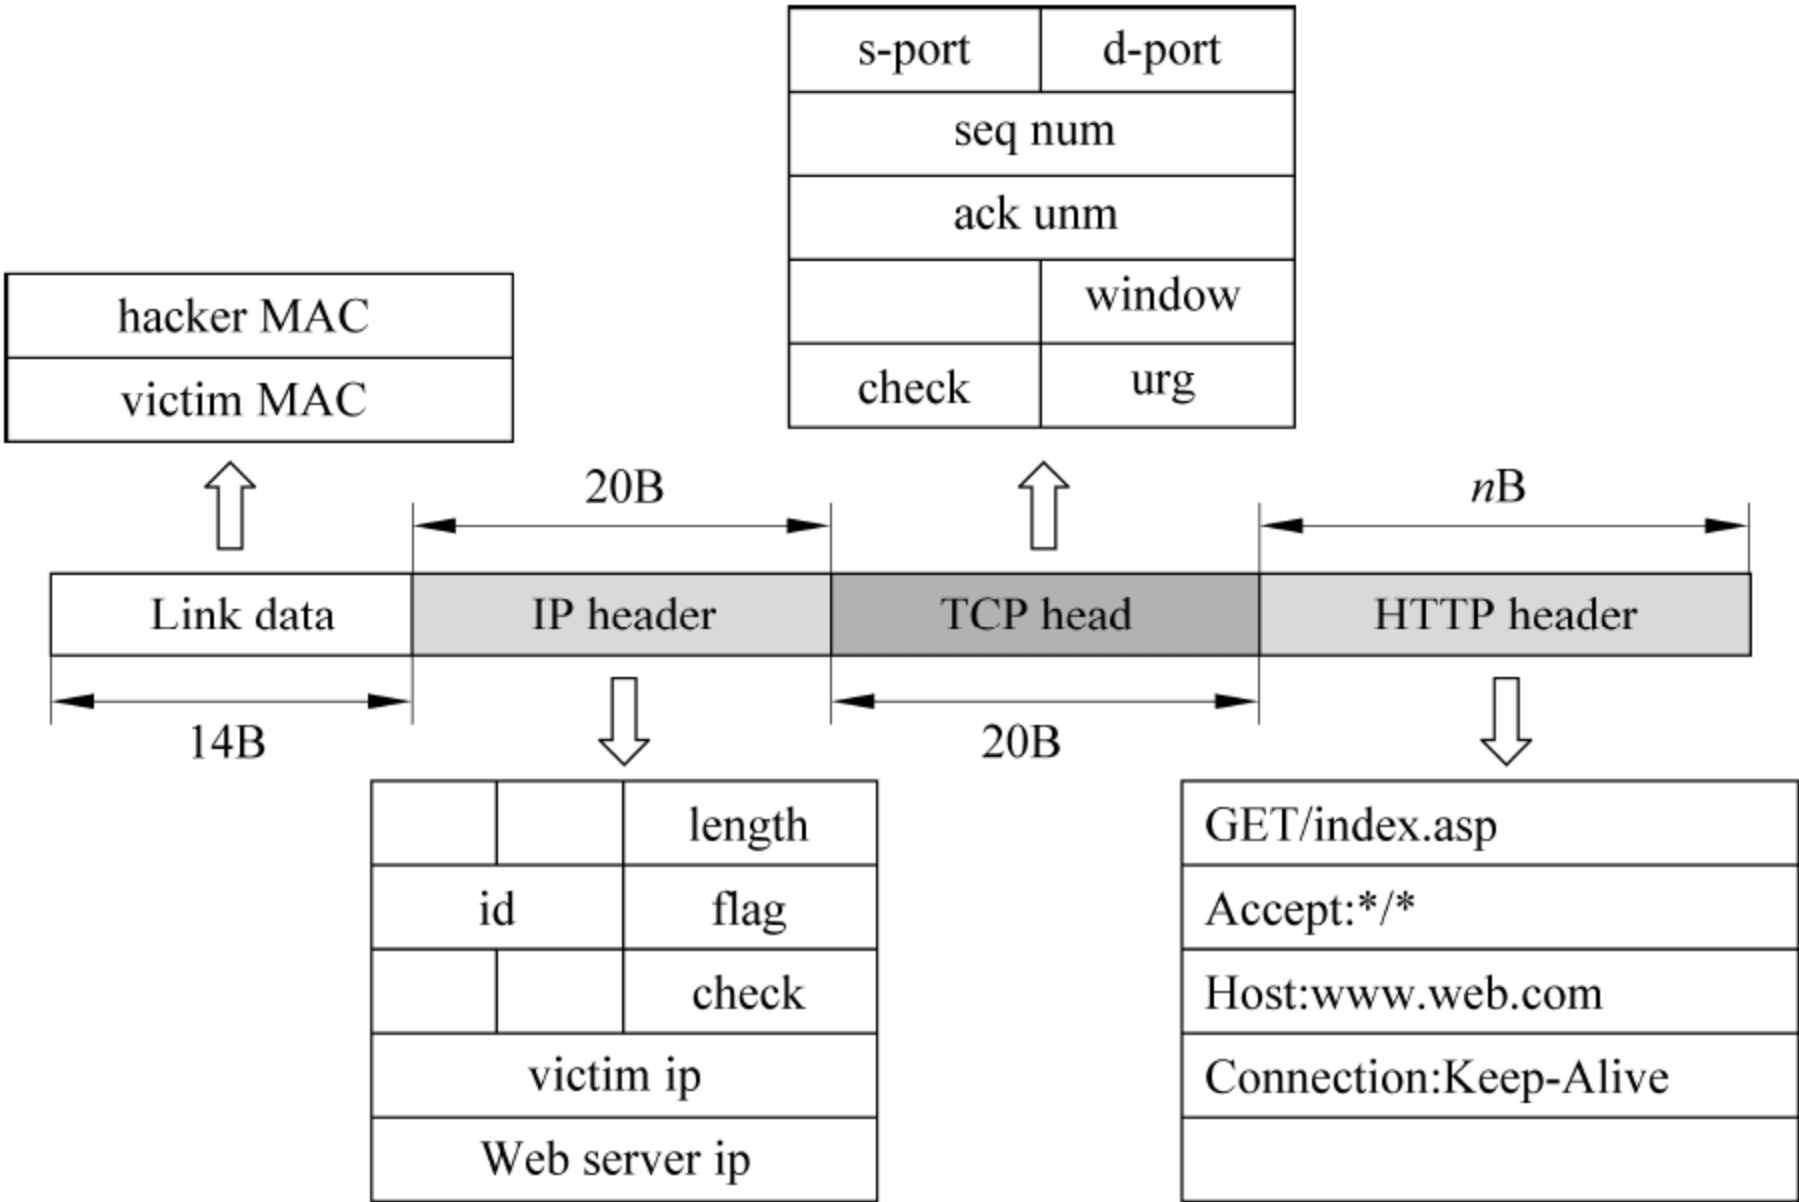 s-port d-port
seq num
ack unm
window
check urg
hacker MAC
victim MAC
20B nB
Link data IP header TCP head HTTP header
14B 20B
length
id flag
check
victim ip
Web server ip
GET/index.asp
Accept:*/*
Host:www.web.com
Connection:Keep-Alive